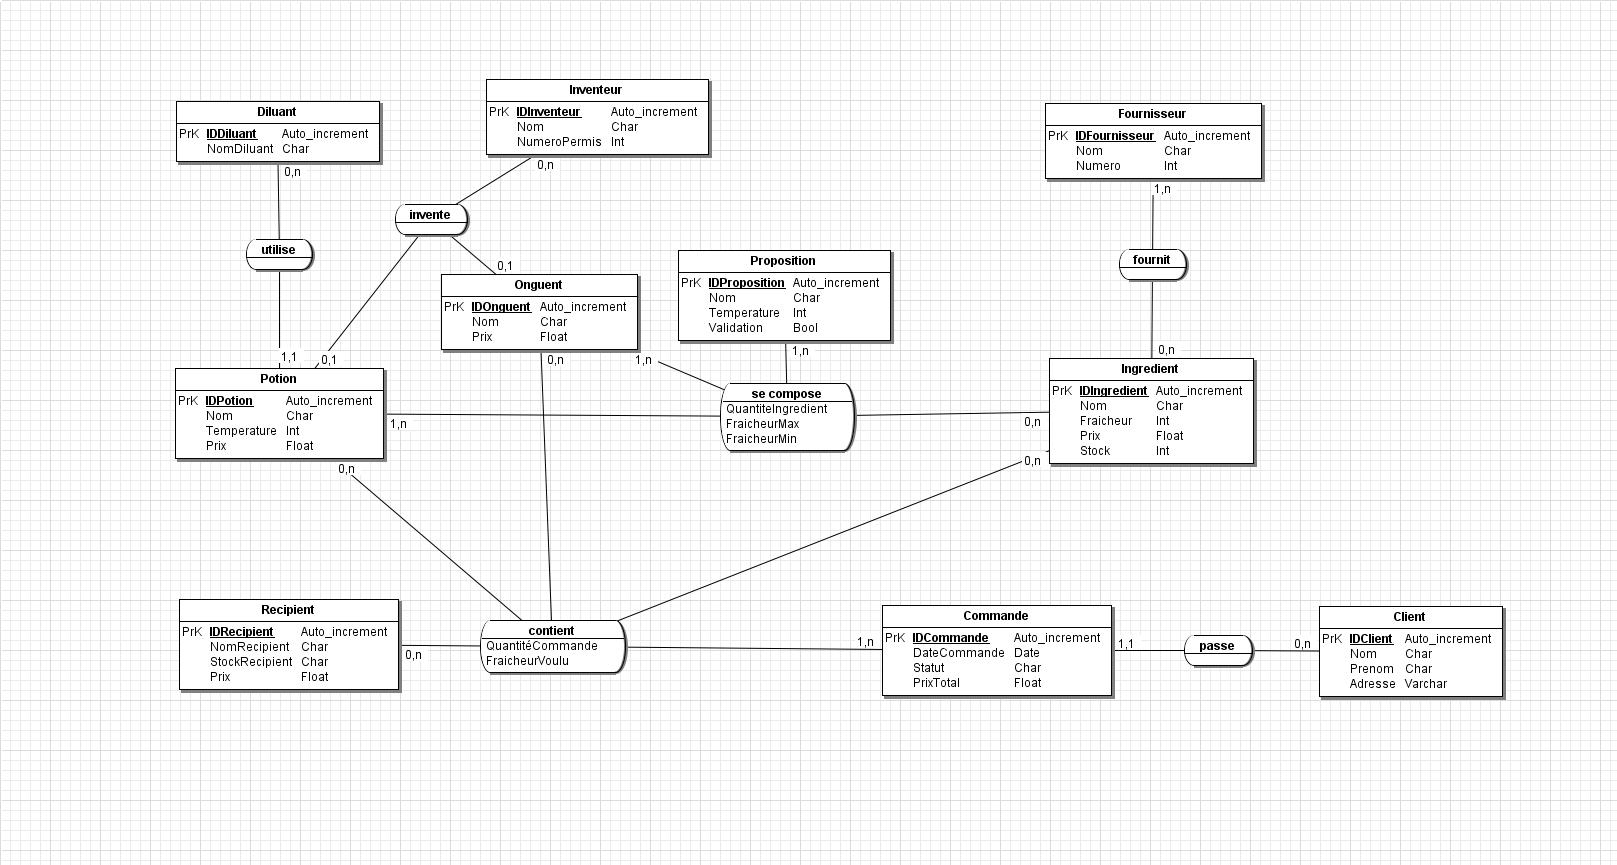 Diluant
PrK IDDiluant Auto_increment
NomDiluant Char
0,n
utilise
1,1
Inventeur
PrK IDInventeur Auto_increment
Nom Char
NumeroPermis Int
0,n
invente
0,1
0,1
Onguent
PrK IDOnguent Auto_increment
Nom Char
Prix Float
0,n
1,n
Proposition
PrK IDProposition Auto_increment
Nom Char
Temperature Int
Validation Bool
1,n
Fournisseur
PrK IDFournisseur Auto_increment
Nom Char
Numero Int
1,n
fournit
0,n
Potion
PrK IDPotion Auto_increment
Nom Char
Temperature Int
Prix Float
1,n
0,n
se compose
QuantiteIngredient
FraicheurMax
FraicheurMin
Ingredient
PrK IDIngredient Auto_increment
Nom Char
Fraicheur Int
Prix Float
Stock Int
0,n
0,n
Recipient
PrK IDRecipient Auto_increment
NomRecipient Char
StockRecipient Char
Prix Float
0,n
contient
QuantitéCommande
FraicheurVoulu
1,n
Commande
PrK IDCommande Auto_increment
DateCommande Date
Statut Char
PrixTotal Float
1,1
passe
0,n
Client
PrK IDClient Auto_increment
Nom Char
Prenom Char
Adresse Varchar